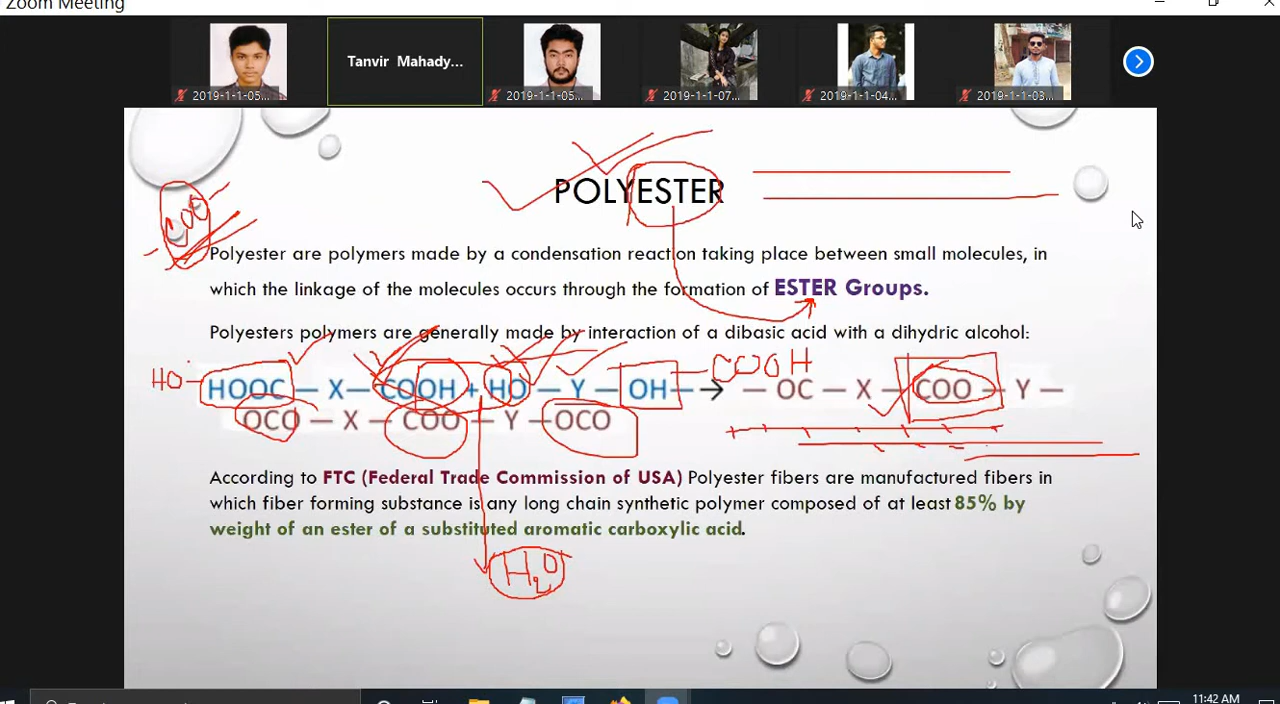 Zoom Meeting
2019-1-1-05...
Tanvir Mahady...
2019-1-1-05...
2019-1-1-07...
2019-1-1-04...
2019-1-1-03...
POLYESTER
COO
Polyester are polymers made by a condensation reaction taking place between small molecules, in
which the linkage of the molecules occurs through the formation of ESTER Groups.
Polyesters polymers are generally made by interaction of a dibasic acid with a dihydric alcohol:
COOH
HO
HOOC — X— COOH + HO — Y — OH → — OC — X — COO — Y —
OCO — X — COO — Y —OCO
According to FTC (Federal Trade Commission of USA) Polyester fibers are manufactured fibers in
which fiber forming substance is any long chain synthetic polymer composed of at least 85% by
weight of an ester of a substituted aromatic carboxylic acid.
H2O
11:42 AM